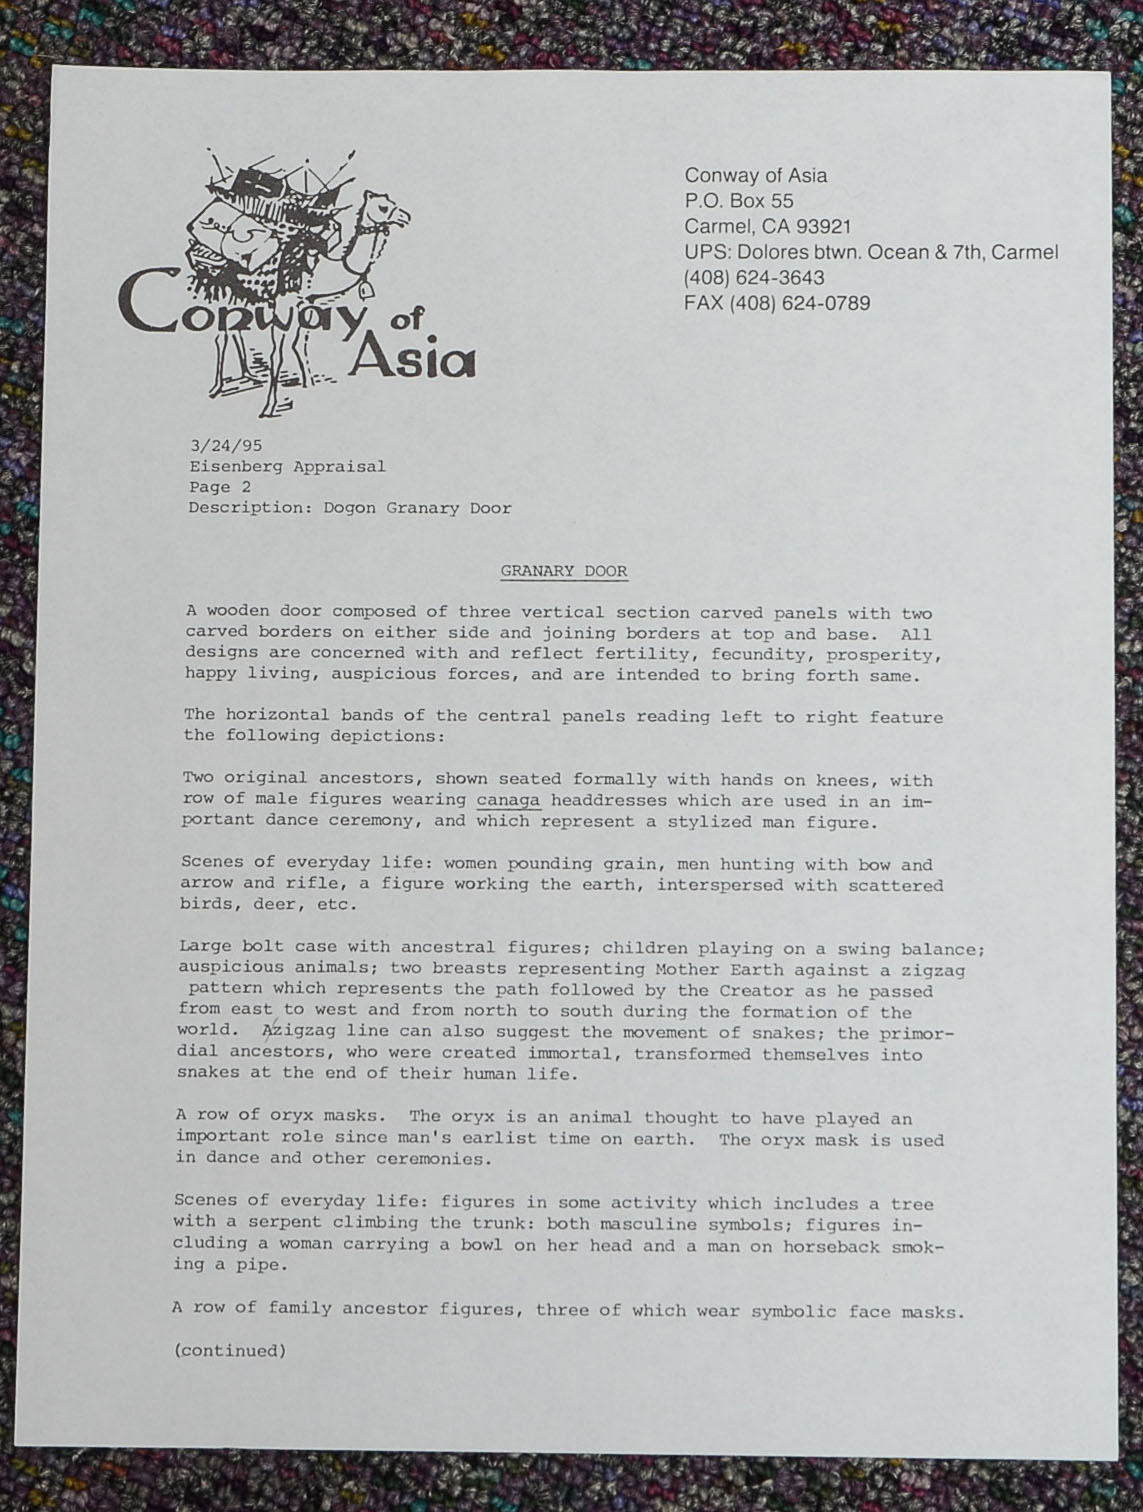 Conway of
Asia
Conway of Asia
P.O. Box 55
Carmel, CA 93921
UPS: Dolores btwn. Ocean & 7th, Carmel
(408) 624-3643
FAX (408) 624-0789
3/24/95
Eisenberg Appraisal
Page 2
Description: Dogon Granary Door
GRANARY DOOR
A wooden door composed of three vertical section carved panels with two
carved borders on either side and joining borders at top and base.  All
designs are concerned with and reflect fertility, fecundity, prosperity,
happy living, auspicious forces, and are intended to bring forth same.
The horizontal bands of the central panels reading left to right feature
the following depictions:
Two original ancestors, shown seated formally with hands on knees, with
row of male figures wearing canaga headdresses which are used in an im-
portant dance ceremony, and which represent a stylized man figure.
Scenes of everyday life: women pounding grain, men hunting with bow and
arrow and rifle, a figure working the earth, interspersed with scattered
birds, deer, etc.
Large bolt case with ancestral figures; children playing on a swing balance;
auspicious animals; two breasts representing Mother Earth against a zigzag
pattern which represents the path followed by the Creator as he passed
from east to west and from north to south during the formation of the
world.  A/zigzag line can also suggest the movement of snakes; the primor-
dial ancestors, who were created immortal, transformed themselves into
snakes at the end of their human life.
A row of oryx masks.  The oryx is an animal thought to have played an
important role since man's earlist time on earth.  The oryx mask is used
in dance and other ceremonies.
Scenes of everyday life: figures in some activity which includes a tree
with a serpent climbing the trunk: both masculine symbols; figures in-
cluding a woman carrying a bowl on her head and a man on horseback smok-
ing a pipe.
A row of family ancestor figures, three of which wear symbolic face masks.
(continued)